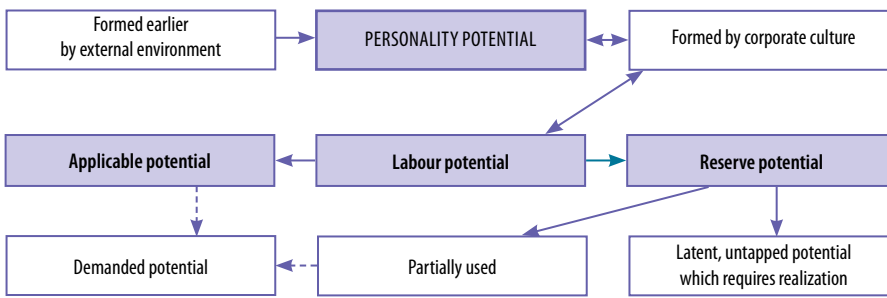 Formed earlier
by external environment
PERSONALITY POTENTIAL
Formed by corporate culture
Applicable potential
Labour potential
Reserve potential
Demanded potential
Partially used
Latent, untapped potential
which requires realization